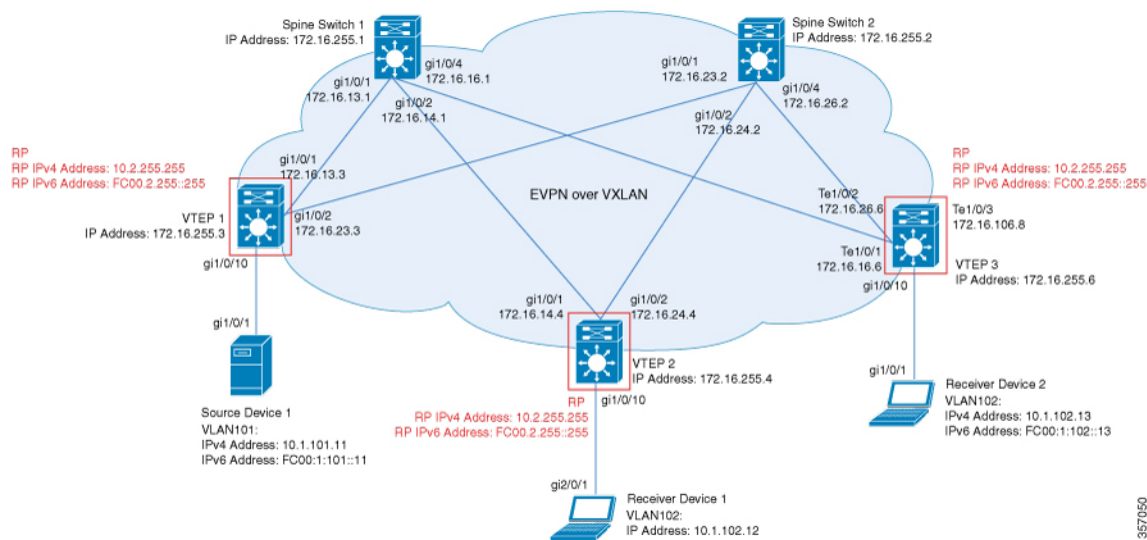 Spine Switch 1
IP Address: 172.16.255.1
Spine Switch 2
IP Address: 172.16.255.2
gi1/0/4
172.16.16.1
gi1/0/1
172.16.13.1
gi1/0/2
172.16.14.1
gi1/0/1
172.16.23.2
gi1/0/4
172.16.26.2
gi1/0/2
172.16.24.2
RP
RP IPv4 Address: 10.2.255.255
RP IPv6 Address: FC00.2.255::255
gi1/0/1
172.16.13.3
gi1/0/2
172.16.23.3
VTEP 1
IP Address: 172.16.255.3
gi1/0/10
EVPN over VXLAN
RP
RP IPv4 Address: 10.2.255.255
RP IPv6 Address: FC00.2.255::255
Te1/0/2
172.16.26.6
Te1/0/3
172.16.106.8
Te1/0/1
172.16.16.6
gi1/0/10
VTEP 3
IP Address: 172.16.255.6
gi1/0/1
172.16.14.4
gi1/0/2
172.16.24.4
VTEP 2
IP Address: 172.16.255.4
gi1/0/10
RP
RP IPv4 Address: 10.2.255.255
RP IPv6 Address: FC00.2.255::255
gi1/0/1
Source Device 1
VLAN101:
IPv4 Address: 10.1.101.11
IPv6 Address: FC00:1:101::11
gi1/0/1
Receiver Device 2
VLAN102:
IPv4 Address: 10.1.102.13
IPv6 Address: FC00:1:102::13
gi2/0/1
Receiver Device 1
VLAN102:
IP Address: 10.1.102.12
357050